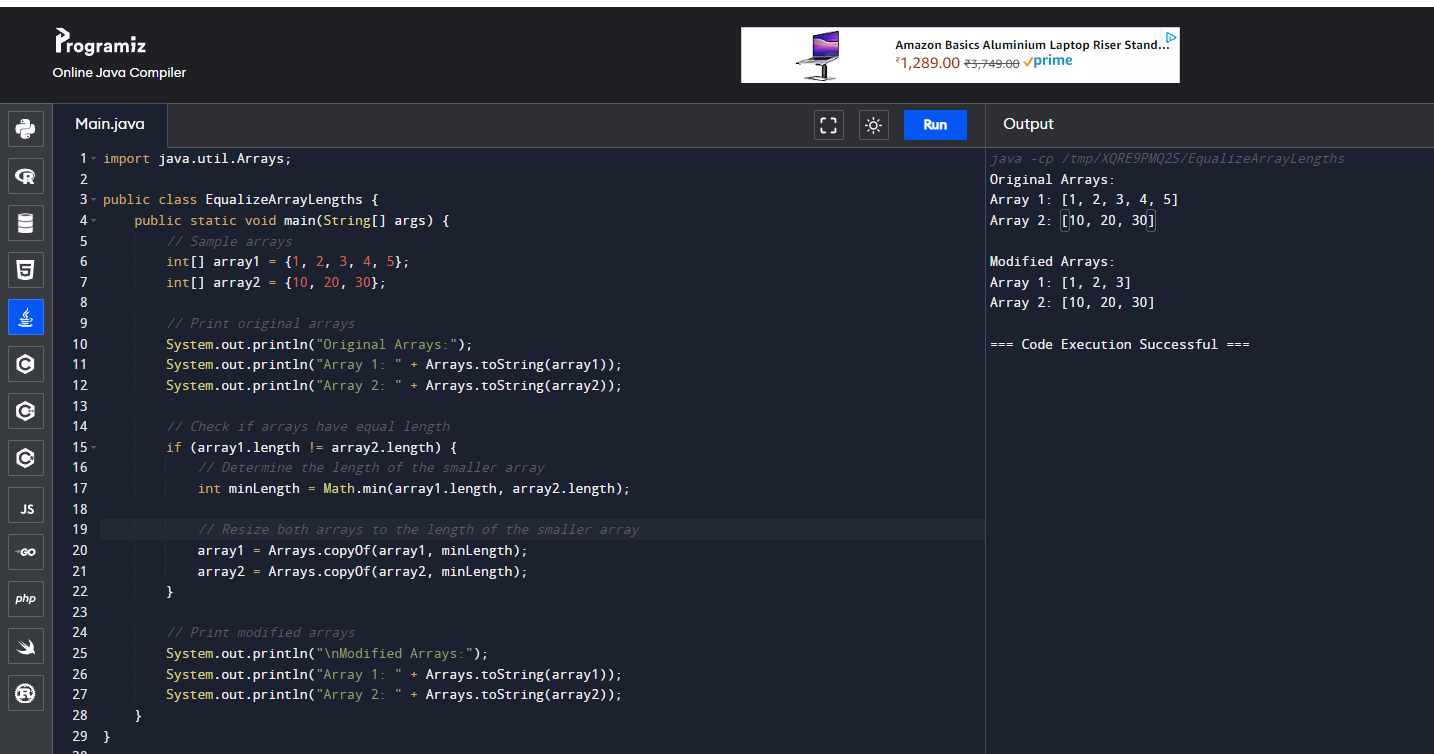 Programiz
Online Java Compiler
Amazon Basics Aluminium Laptop Riser Stand...
₹1,289.00 ₹3,749.00 prime
Main.java
Run
Output
1 import java.util.Arrays;
2
3 public class EqualizeArrayLengths {
4 public static void main(String[] args) {
5 // Sample arrays
6 int[] array1 = {1, 2, 3, 4, 5};
7 int[] array2 = {10, 20, 30};
8
9 // Print original arrays
10 System.out.println("Original Arrays:");
11 System.out.println("Array 1: " + Arrays.toString(array1));
12 System.out.println("Array 2: " + Arrays.toString(array2));
13
14 // Check if arrays have equal length
15 if (array1.length != array2.length) {
16 // Determine the length of the smaller array
17 int minLength = Math.min(array1.length, array2.length);
18
19 // Resize both arrays to the length of the smaller array
20 array1 = Arrays.copyOf(array1, minLength);
21 array2 = Arrays.copyOf(array2, minLength);
22 }
23
24 // Print modified arrays
25 System.out.println("\nModified Arrays:");
26 System.out.println("Array 1: " + Arrays.toString(array1));
27 System.out.println("Array 2: " + Arrays.toString(array2));
28 }
29 }
java -cp /tmp/XQRE9PMQ2S/EqualizeArrayLengths
Original Arrays:
Array 1: [1, 2, 3, 4, 5]
Array 2: [10, 20, 30]
Modified Arrays:
Array 1: [1, 2, 3]
Array 2: [10, 20, 30]
=== Code Execution Successful ===
R
5
C
C
C
JS
GO
php
R